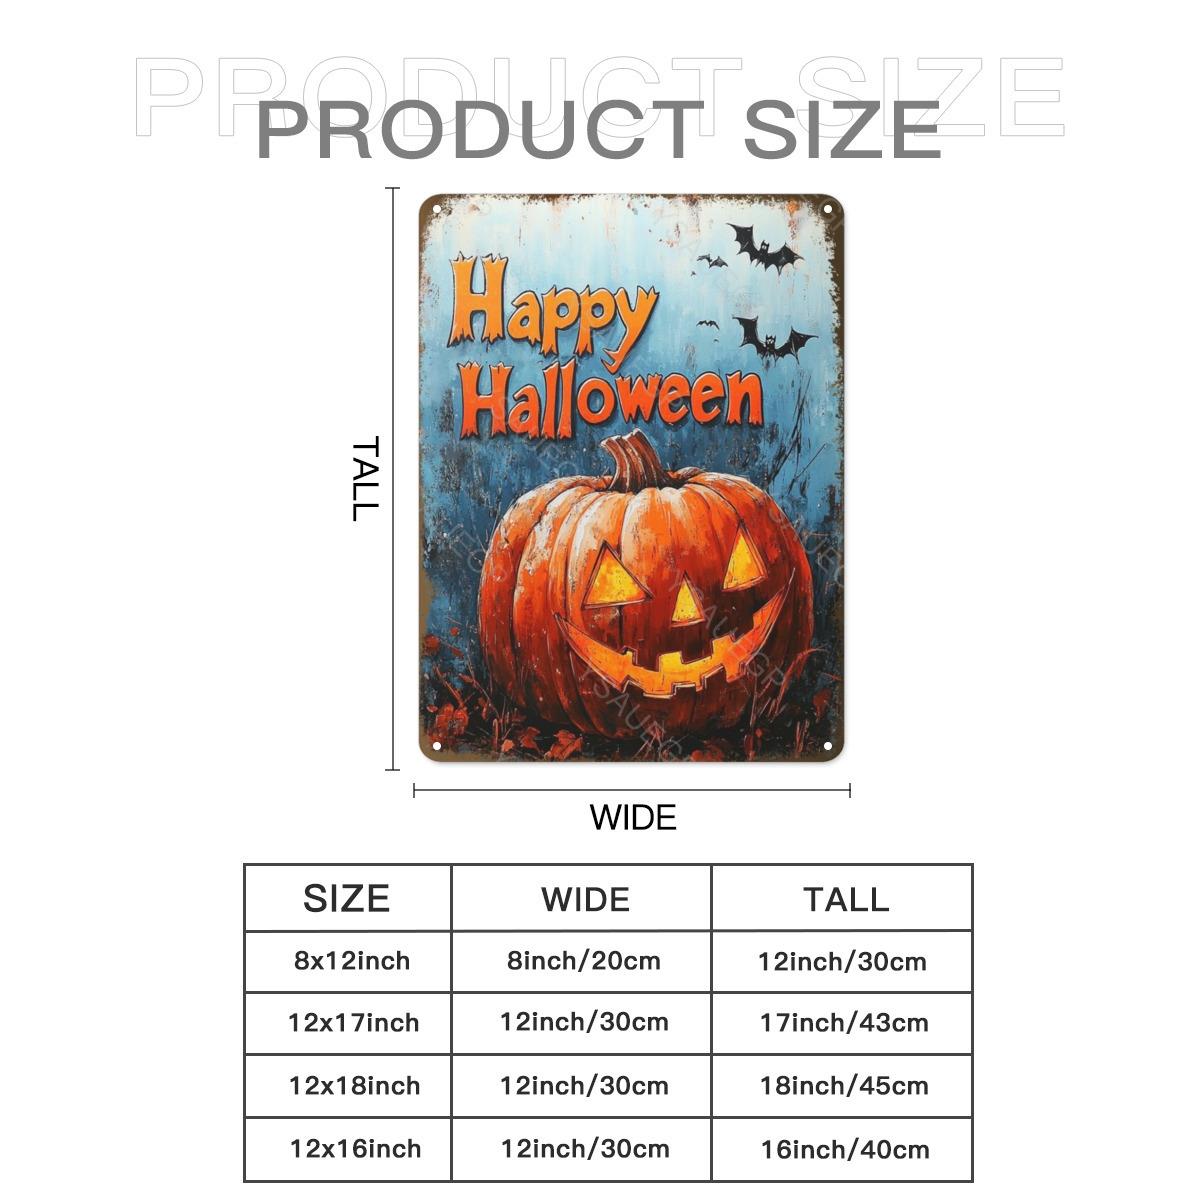 PRODUCT SIZE
PRODUCT SIZE
Happy
Halloween
TALL
WIDE
SIZE WIDE TALL
8x12inch 8inch/20cm 12inch/30cm
12x17inch 12inch/30cm 17inch/43cm
12x18inch 12inch/30cm 18inch/45cm
12x16inch 12inch/30cm 16inch/40cm